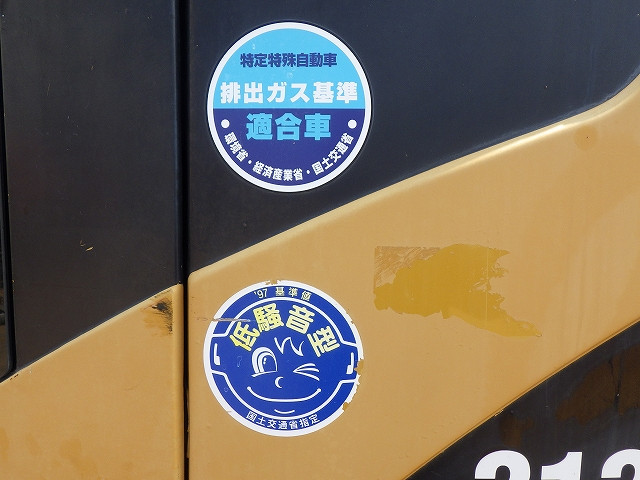 特定特殊自動車
排出ガス基準
適合車
・環境省・経済産業省・国土交通省・
'97 基準値
低騒音型
国土交通省指定